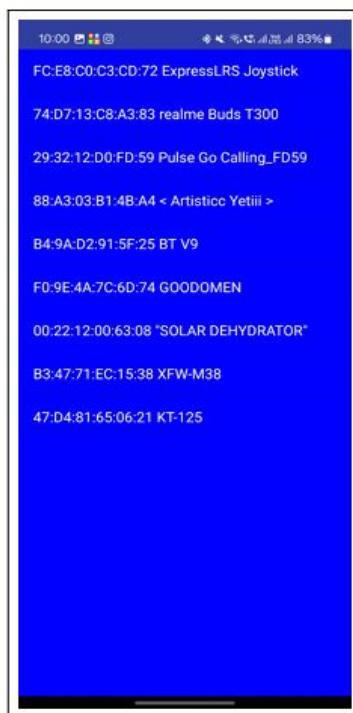 10:00 83%
FC:E8:C0:C3:CD:72 ExpressLRS Joystick
74:D7:13:C8:A3:83 realme Buds T300
29:32:12:D0:FD:59 Pulse Go Calling_FD59
88:A3:03:B1:4B:A4 < Artisticc Yetiii >
B4:9A:D2:91:5F:25 BT V9
F0:9E:4A:7C:6D:74 GOODOMEN
00:22:12:00:63:08 "SOLAR DEHYDRATOR"
B3:47:71:EC:15:38 XFW-M38
47:D4:81:65:06:21 KT-125